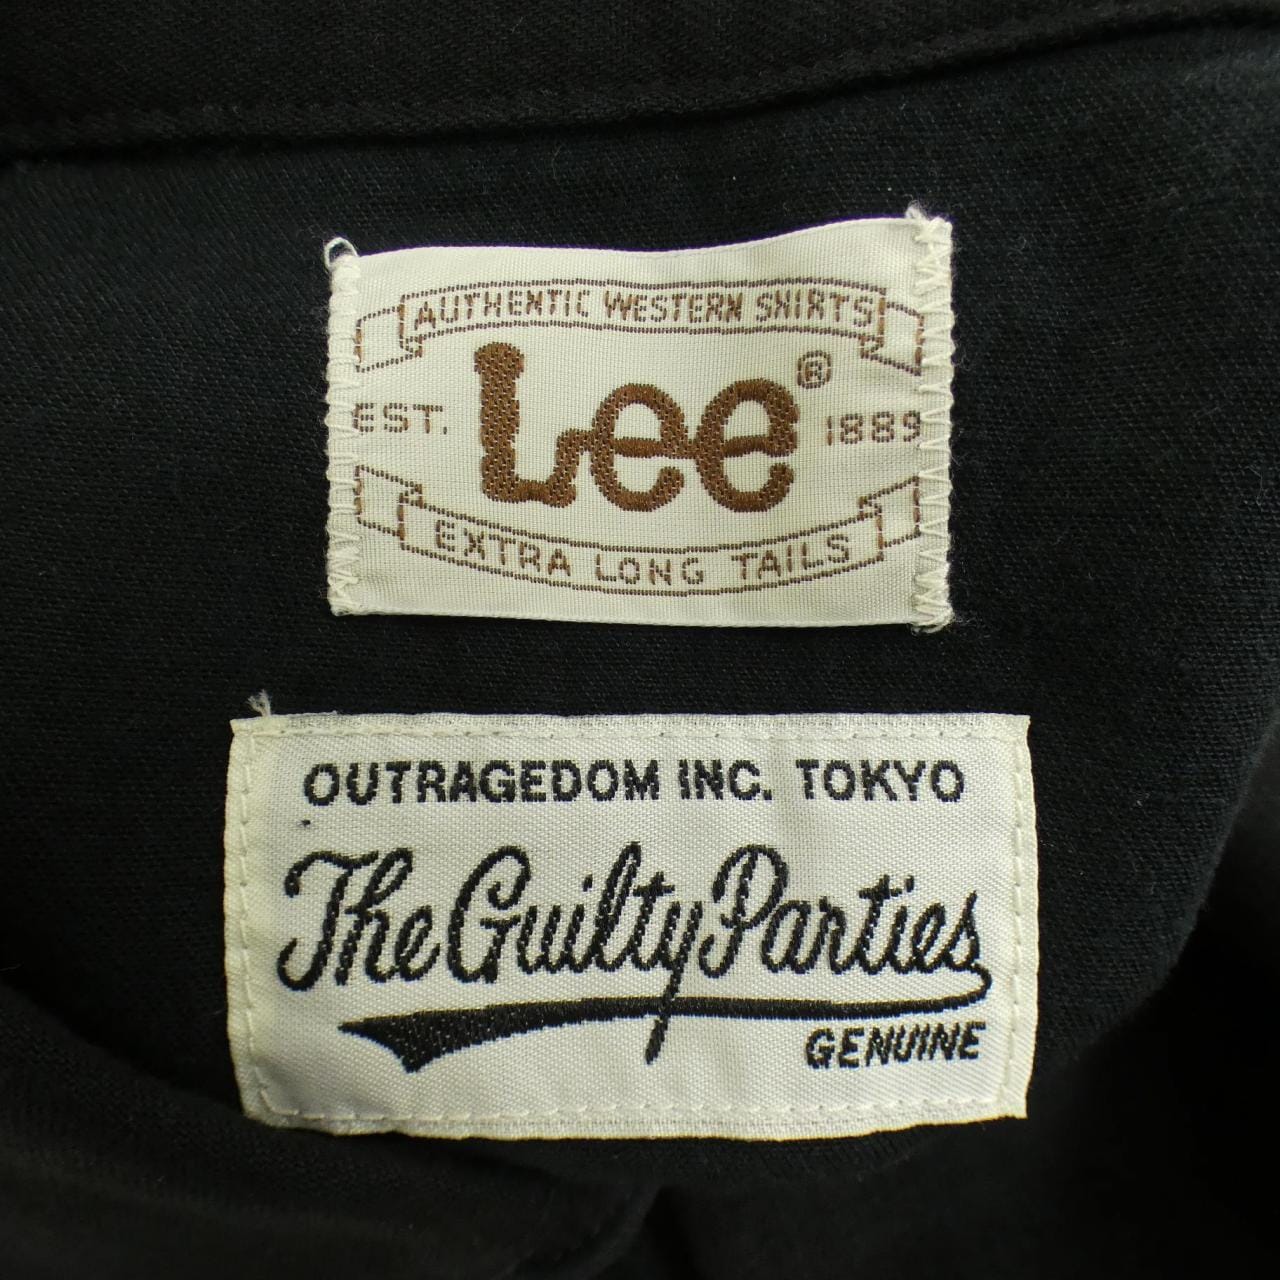 AUTHENTIC WESTERN SHIRTS
Lee®
EST. 1889
EXTRA LONG TAILS
OUTRAGEDOM INC. TOKYO
The Guilty Parties
GENUINE